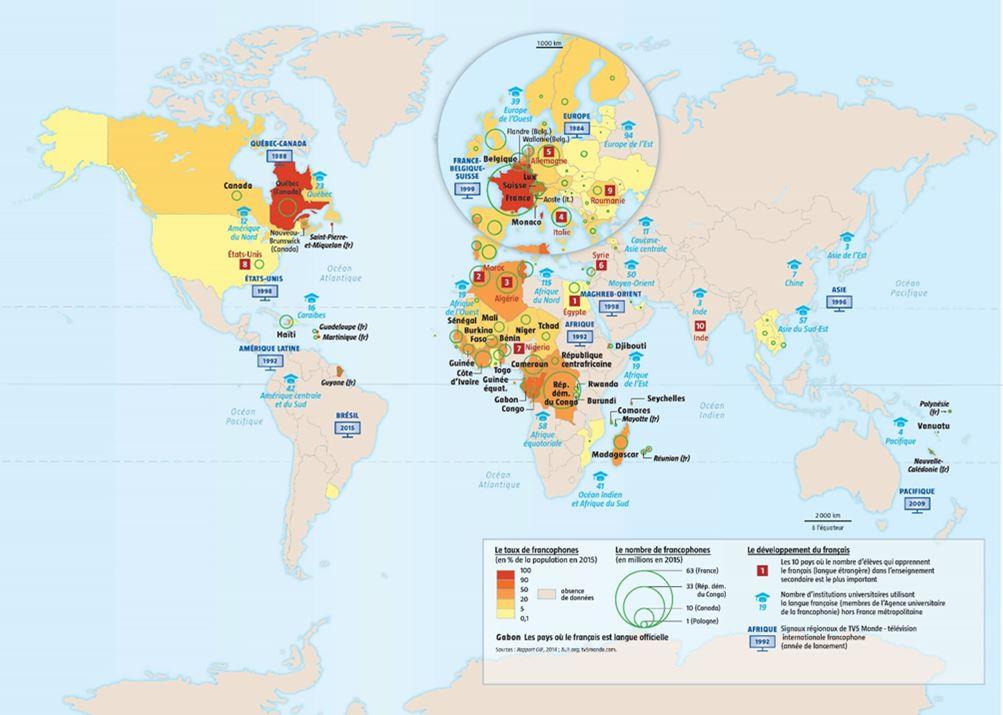 1000 km
39
Europe
de l'Ouest
EUROPE
1984
94
Europe de l'Est
Flandre (Belg.)
Wallonie(Belg.)
5
Allemagne
Belgique
FRANCE-
BELGIQUE-
SUISSE
1999
Lux
Suisse
France
Aoste (it.)
9
Roumanie
Monaco
4
Italie
QUÉBEC-CANADA
1988
Canada
Québec
(Canada)
23
Québec
12
Amérique
du Nord
Nouveau-
Brunswick
(Canada)
Saint-Pierre-
et-Miquelon (fr)
États-Unis
8
ÉTATS-UNIS
1998
Océan
Atlantique
16
Caraïbes
Haïti
Guadeloupe (fr)
Martinique (fr)
AMÉRIQUE LATINE
1992
Guyane (fr)
42
Amérique centrale
et du Sud
Océan
Pacifique
BRÉSIL
2015
Maroc
2
3
Algérie
19
Afrique
de l'Ouest
115
Afrique
du Nord
Syrie
6
11
Caucase-
Asie centrale
50
Moyen-Orient
1
Égypte
MAGHREB-ORIENT
1998
3
Inde
10
Inde
7
Chine
3
Asie de l'Est
ASIE
1996
57
Asie du Sud-Est
Océan
Pacifique
Sénégal
Mali
Burkina
Faso
Niger
Tchad
Bénin
7
Nigeria
AFRIQUE
1992
Djibouti
Guinée
Côte
d'Ivoire
Togo
Guinée
équat.
Cameroun
République
centrafricaine
19
Afrique
de l'Est
Gabon
Congo
Rép.
dém.
du Congo
Rwanda
Burundi
Seychelles
Comores
Mayotte (fr)
58
Afrique
équatoriale
Madagascar
Réunion (fr)
Océan
Indien
Océan
Atlantique
41
Océan Indien
et Afrique du Sud
Polynésie
(fr)
Vanuatu
4
Pacifique
Nouvelle-
Calédonie (fr)
PACIFIQUE
2009
2 000 km
à l'équateur
Le taux de francophones
(en % de la population en 2015)
100
90
50
20
5
0,1
absence
de données
Gabon Les pays où le français est langue officielle
Le nombre de francophones
(en millions en 2015)
63 (France)
33 (Rép. dém.
du Congo)
10 (Canada)
1 (Pologne)
Le développement du français
1
Les 10 pays où le nombre d'élèves qui apprennent
le français (langue étrangère) dans l'enseignement
secondaire est le plus important
19
Nombre d'institutions universitaires utilisant
la langue française (membres de l'Agence universitaire
de la francophonie) hors France métropolitaine
AFRIQUE
1992
Signaux régionaux de TV5 Monde - télévision
internationale francophone
(année de lancement)